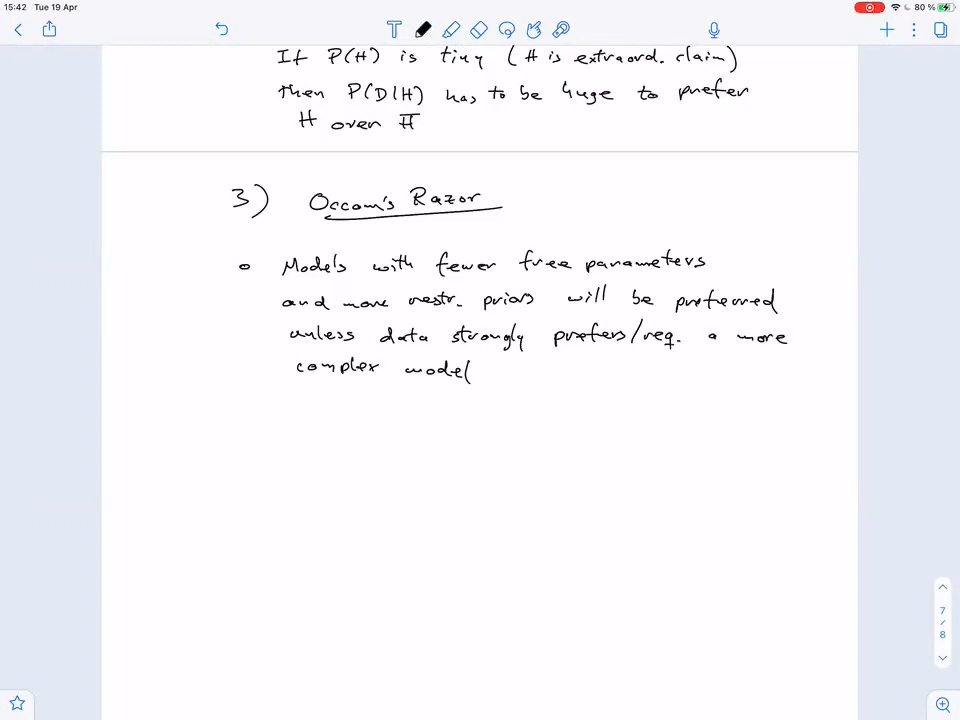 15:42 Tue 19 Apr
80 %
If P(H) is tiny (H is extraord. claim)
then P(D|H) has to be huge to prefer
H over H̅
3) Occam's Razor
• Models with fewer free parameters
and more restr. priors will be preferred
unless data strongly prefers/req. a more
complex model
7
/
8